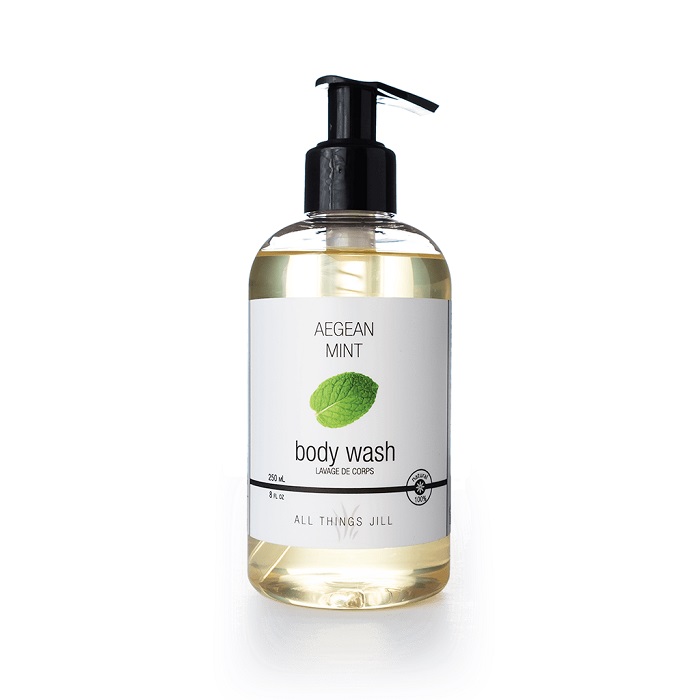 AEGEAN
MINT
body wash
LAVAGE DE CORPS
250 mL
8 FL OZ
natural
100%
ALL THINGS JILL